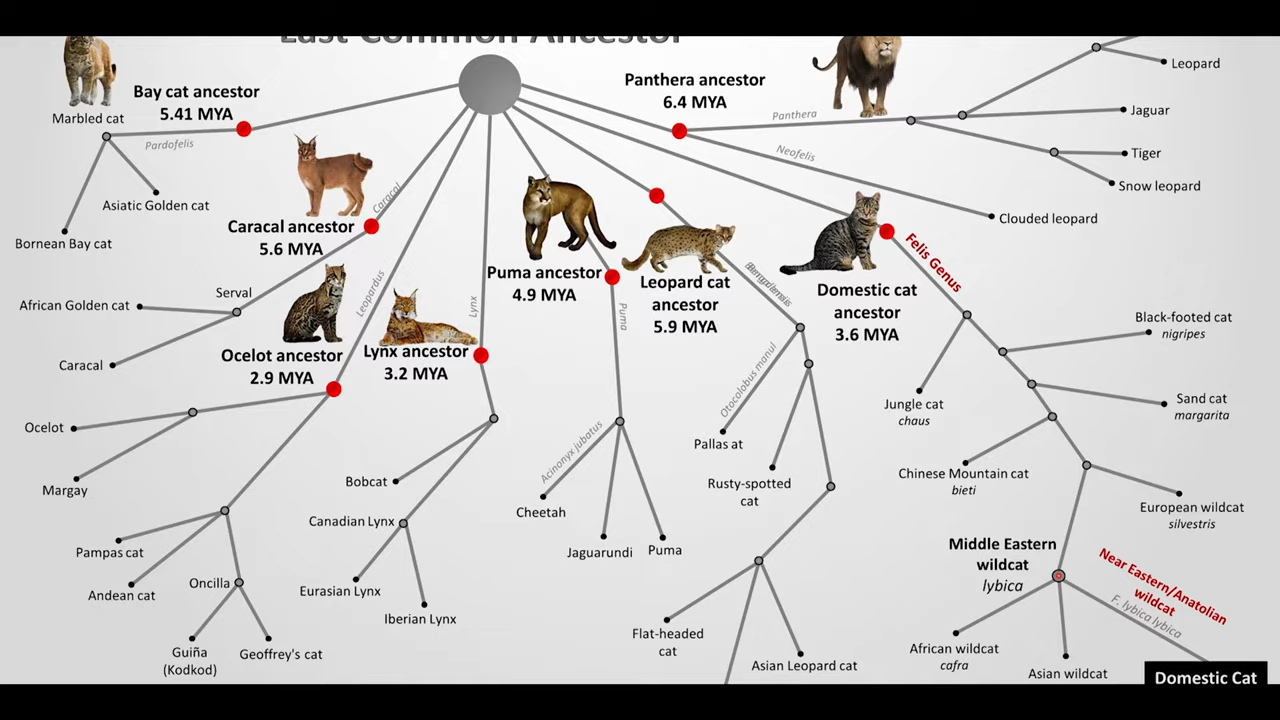 Last Common Ancestor
Marbled cat
Bay cat ancestor
5.41 MYA
Pardofelis
Asiatic Golden cat
Bornean Bay cat
Caracal
Caracal ancestor
5.6 MYA
Serval
African Golden cat
Caracal
Leopardus
Ocelot ancestor
2.9 MYA
Ocelot
Margay
Pampas cat
Andean cat
Oncilla
Guiña
(Kodkod)
Geoffrey's cat
Lynx
Lynx ancestor
3.2 MYA
Bobcat
Canadian Lynx
Eurasian Lynx
Iberian Lynx
Puma ancestor
4.9 MYA
Puma
Acinonyx jubatus
Cheetah
Jaguarundi
Puma
Leopard cat
ancestor
5.9 MYA
Otocolobus manul
Pallas at
Rusty-spotted
cat
Flat-headed
cat
Asian Leopard cat
Panthera ancestor
6.4 MYA
Panthera
Leopard
Jaguar
Tiger
Snow leopard
Neofelis
Clouded leopard
Domestic cat
ancestor
3.6 MYA
Felis Genus
Jungle cat
chaus
Black-footed cat
nigripes
Sand cat
margarita
Chinese Mountain cat
bieti
European wildcat
silvestris
Middle Eastern
wildcat
lybica
Near Eastern/Anatolian
wildcat
F. lybica lybica
African wildcat
cafra
Asian wildcat
Domestic Cat